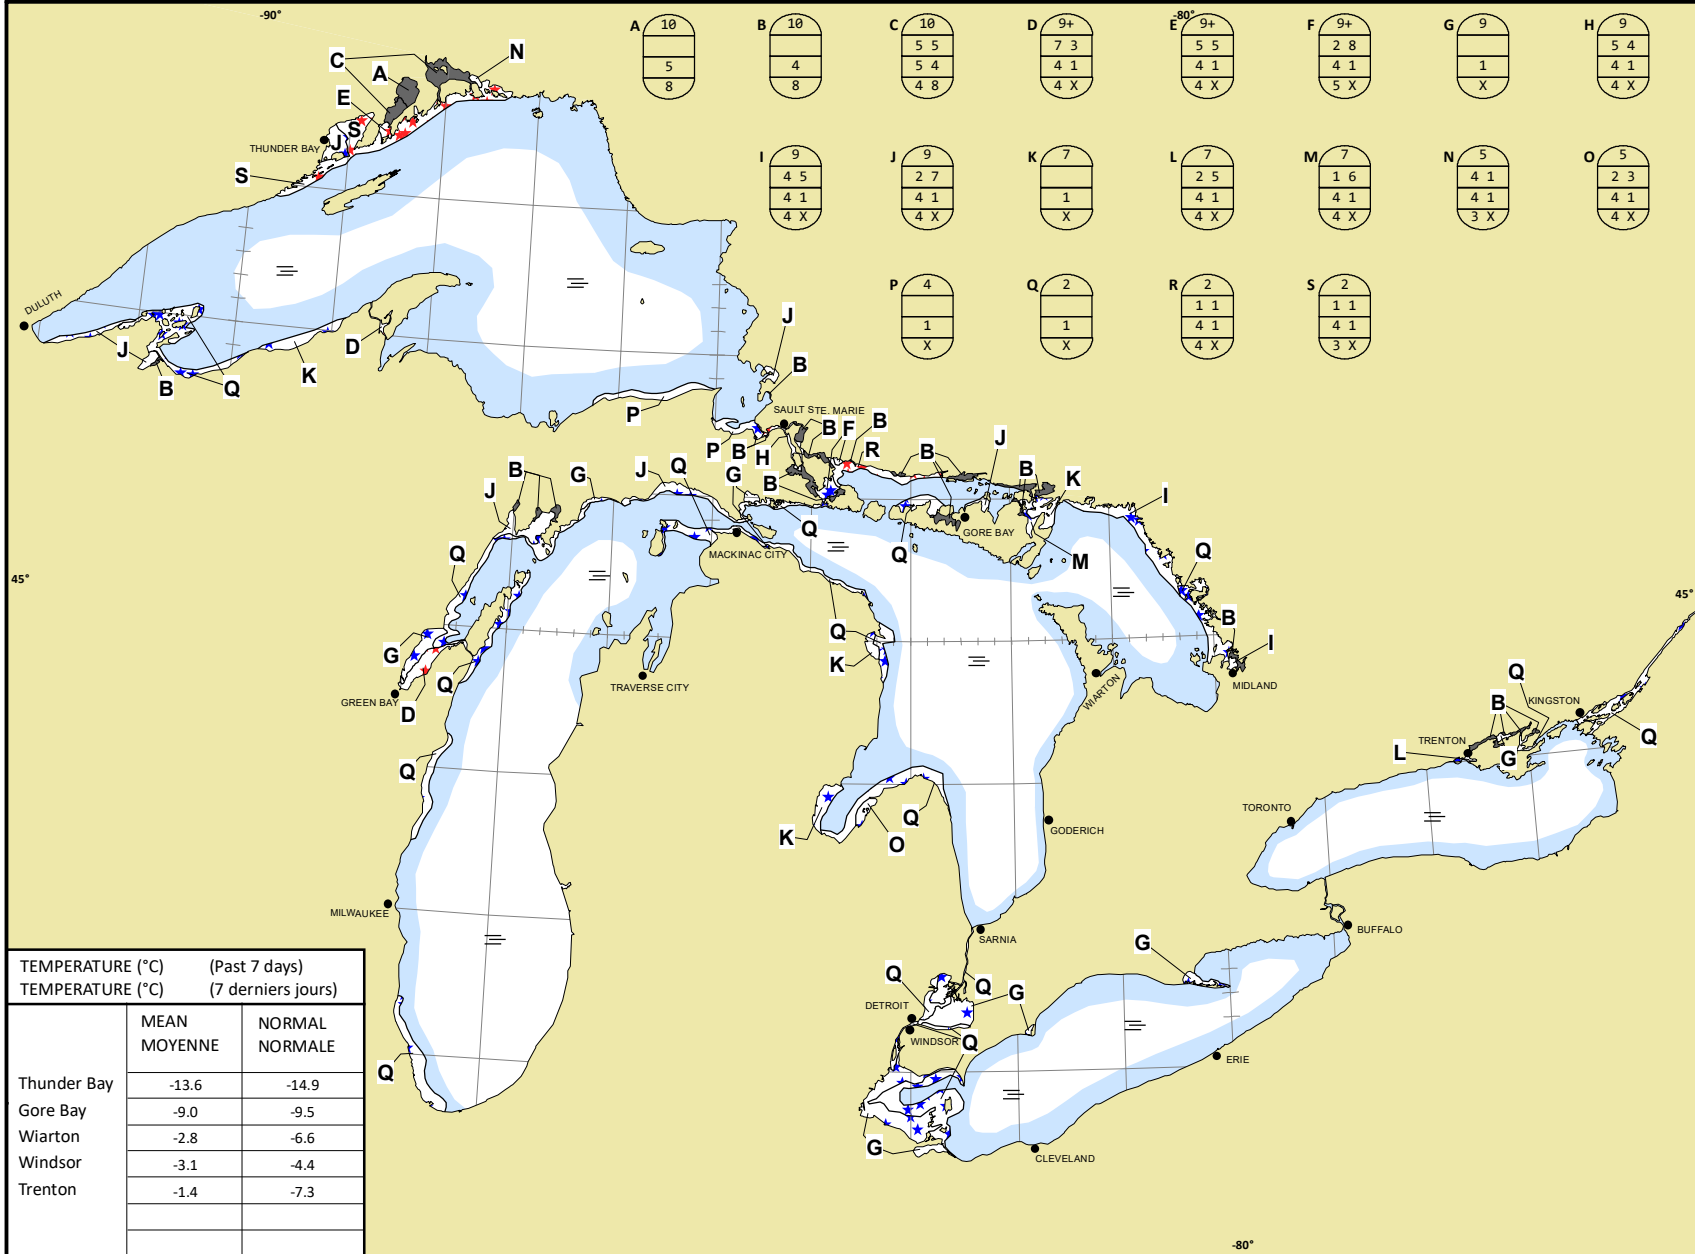 -90°
-80°
A 10
5
8
B 10
4
8
C 10
5 5
5 4
4 8
D 9+
7 3
4 1
4 X
E 9+
5 5
4 1
4 X
F 9+
2 8
4 1
5 X
G 9
1
X
H 9
5 4
4 1
4 X
I 9
4 5
4 1
4 X
J 9
2 7
4 1
4 X
K 7
1
X
L 7
2 5
4 1
4 X
M 7
1 6
4 1
4 X
N 5
4 1
4 1
3 X
O 5
2 3
4 1
4 X
P 4
1
X
Q 2
1
X
R 2
1 1
4 1
4 X
S 2
1 1
4 1
3 X
C
A
N
E
S
J
THUNDER BAY
S
DULUTH
J
B
Q
K
D
J
B
P
SAULT STE. MARIE
P
B
H
B
F
B
R
B
J
B
K
I
B
J
B
G
J
Q
G
B
Q
MACKINAC CITY
Q
GORE BAY
M
Q
Q
45°
45°
G
Q
D
GREEN BAY
TRAVERSE CITY
Q
K
WIARTON
B
I
MIDLAND
Q
KINGSTON
B
TRENTON
L
G
Q
Q
K
Q
O
GODERICH
TORONTO
MILWAUKEE
SARNIA
BUFFALO
G
Q
Q
G
DETROIT
WINDSOR
Q
ERIE
Q
G
CLEVELAND
TEMPERATURE (°C) (Past 7 days)
TEMPERATURE (°C) (7 derniers jours)
MEAN NORMAL
MOYENNE NORMALE
Thunder Bay -13.6 -14.9
Gore Bay -9.0 -9.5
Wiarton -2.8 -6.6
Windsor -3.1 -4.4
Trenton -1.4 -7.3
-80°